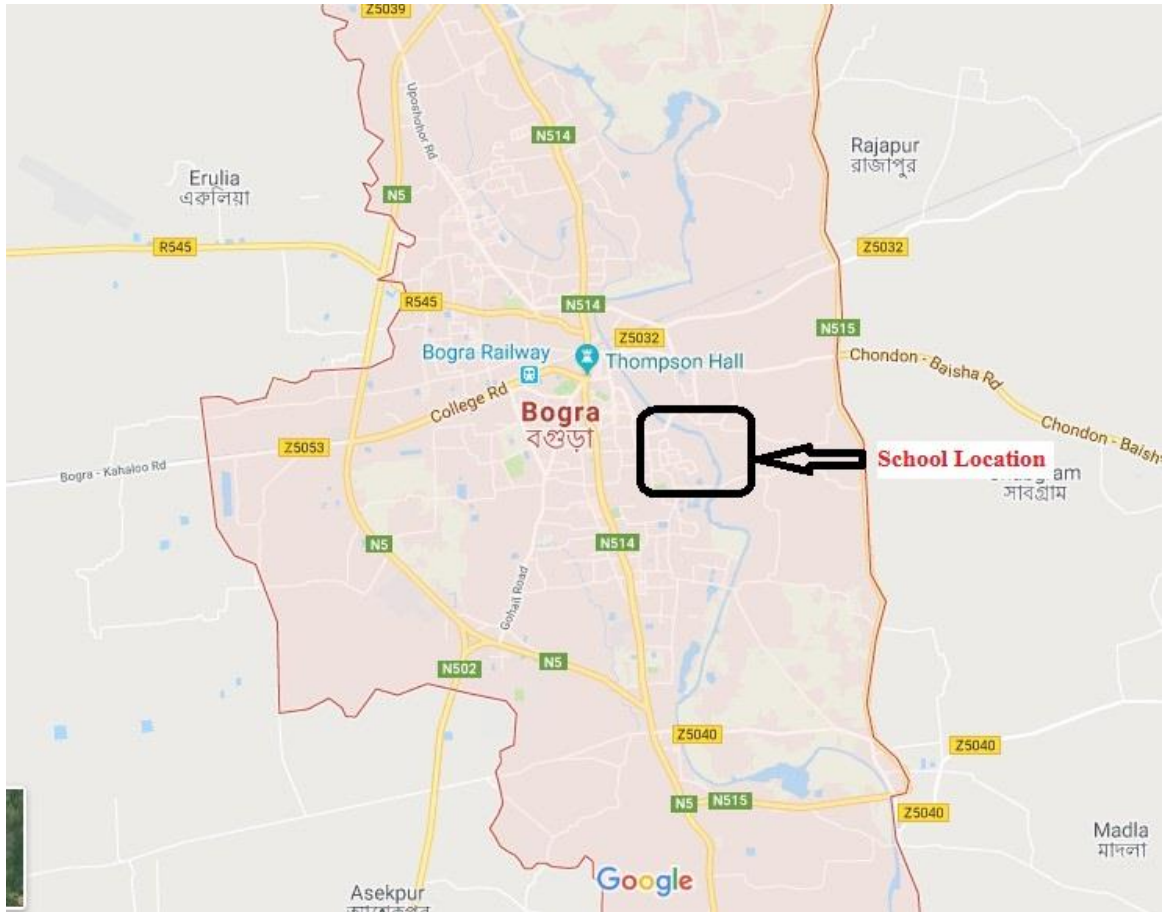 Z5039
Uposhohor Rd
N514
Rajapur
রাজাপুর
Erulia
এরুলিয়া
N5
R545
Z5032
R545
N514
N515
Z5032
Bogra Railway
Thompson Hall
Chondon - Baisha Rd
College Rd
Bogra
বগুড়া
Chondon - Baish
Z5053
School Location
Bogra - Kahaloo Rd
সাবগ্রাম
N5
N514
Gohail Road
N502
N5
Z5040
Z5040
N5
N515
Z5040
Madla
মাদলা
Google
Asekpur